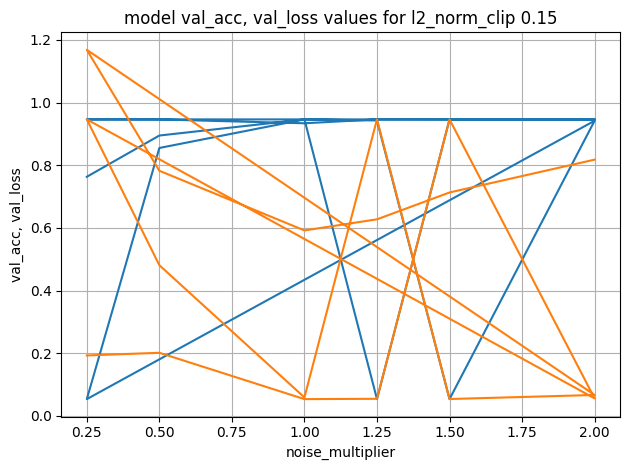 model val_acc, val_loss values for l2_norm_clip 0.15
1.2
1.0
0.8
0.6
0.4
0.2
0.0
val_acc, val_loss
0.25 0.50 0.75 1.00 1.25 1.50 1.75 2.00
noise_multiplier